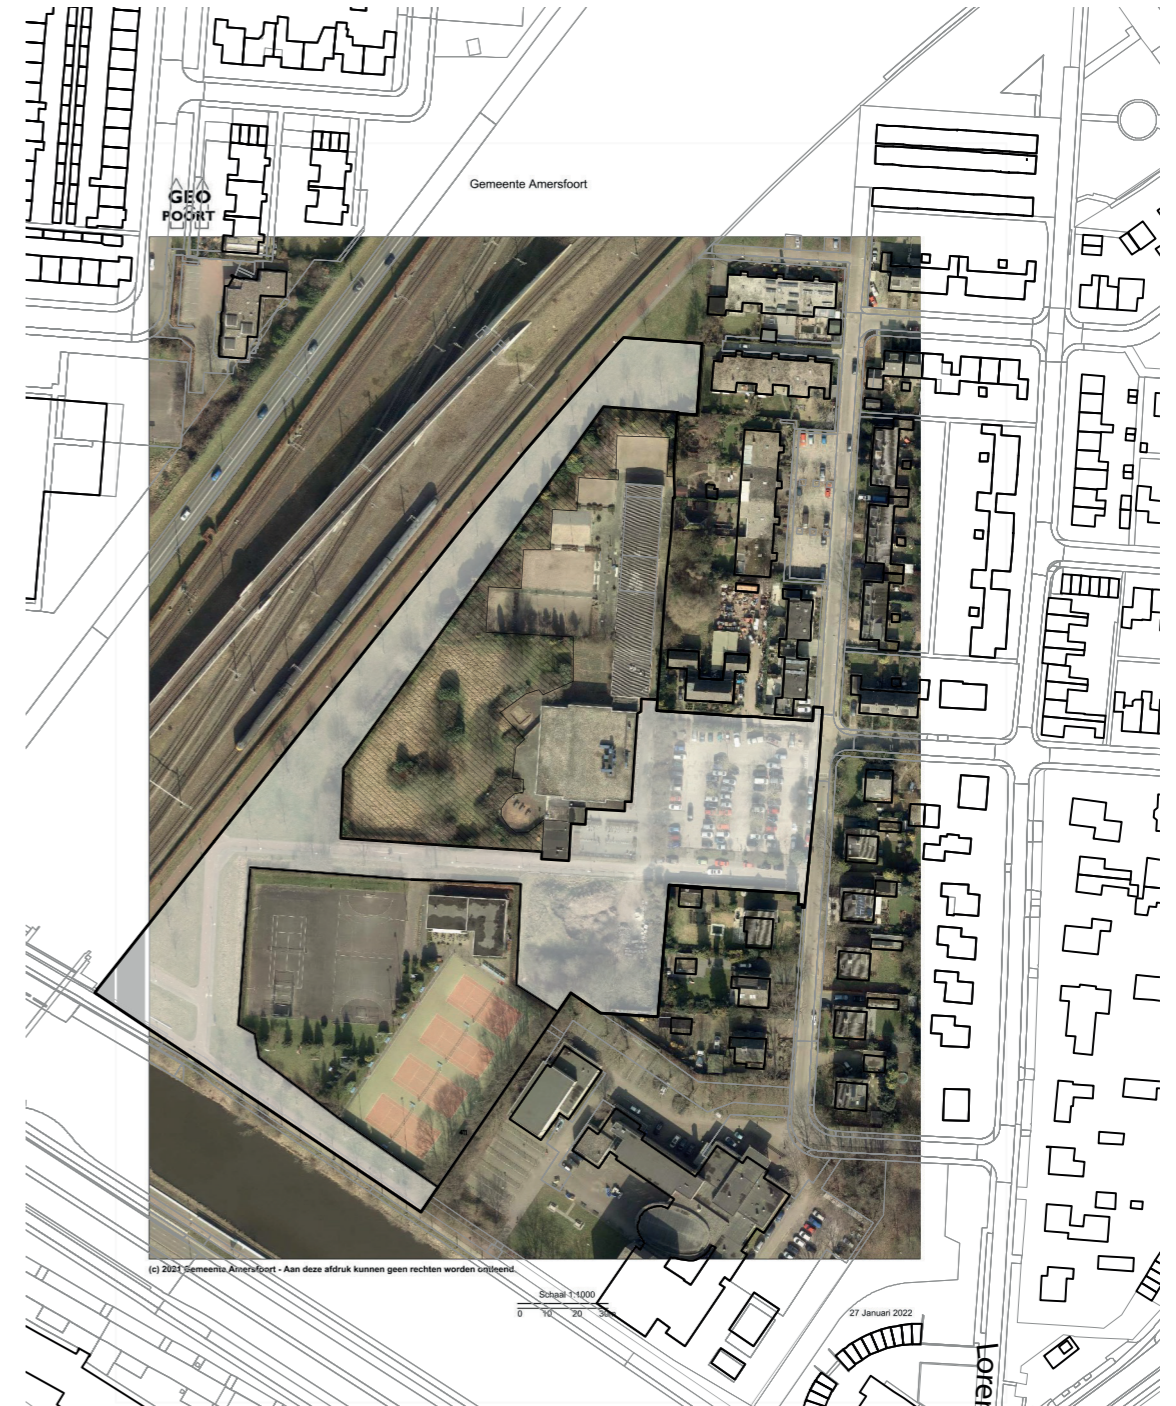 Gemeente Amersfoort
GEO
POORT
(c) 2021 Gemeente Amersfoort - Aan deze afdruk kunnen geen rechten worden ontleend
Schaal 1:1000
0 10 20 30m
27 Januari 2022
Loren